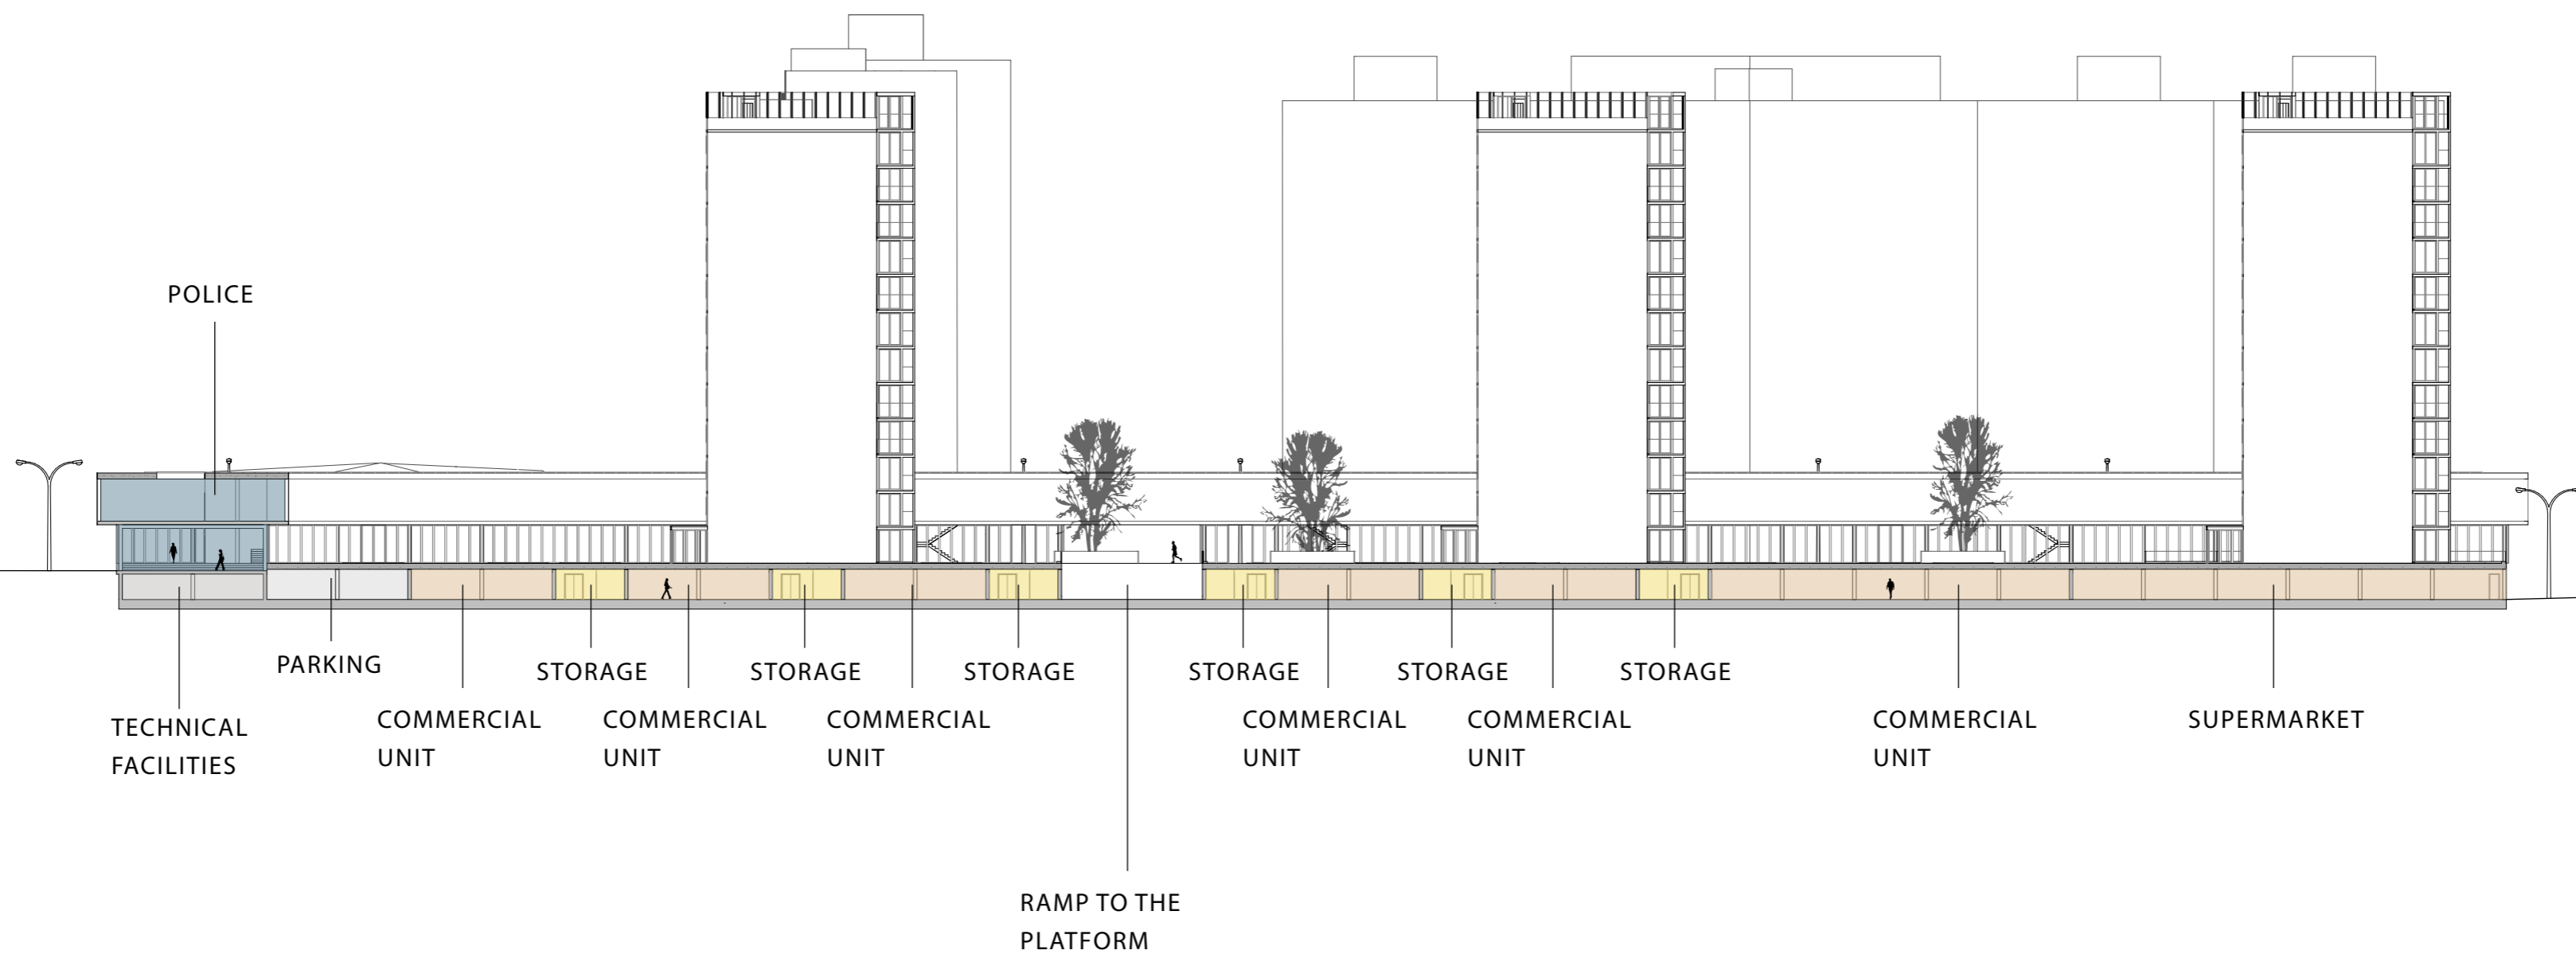 POLICE
PARKING
STORAGE
STORAGE
STORAGE
STORAGE
STORAGE
STORAGE
TECHNICAL
FACILITIES
COMMERCIAL
UNIT
COMMERCIAL
UNIT
COMMERCIAL
UNIT
COMMERCIAL
UNIT
COMMERCIAL
UNIT
COMMERCIAL
UNIT
SUPERMARKET
RAMP TO THE
PLATFORM